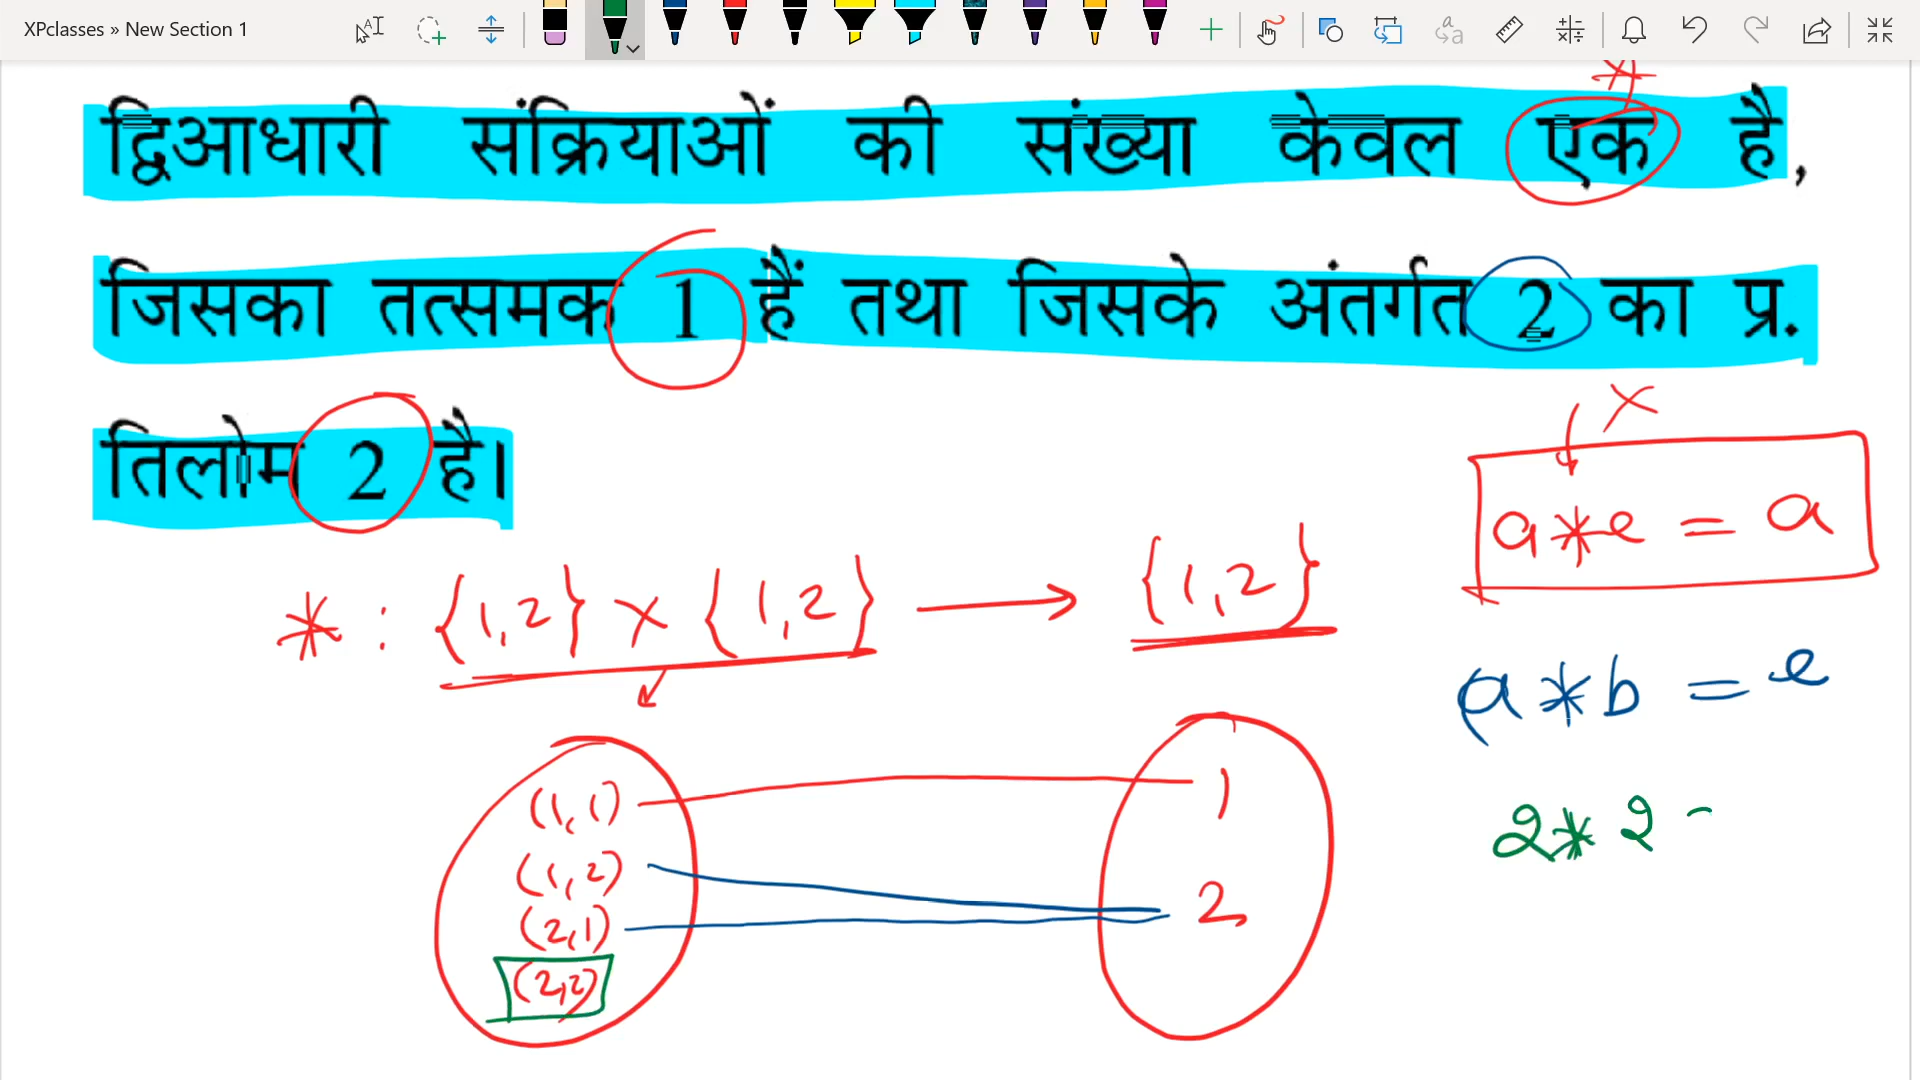 XPclasses » New Section 1
द्विआधारी संक्रियाओं की संख्या केवल एक है,
जिसका तत्समक 1 हैं तथा जिसके अंतर्गत 2 का प्र.
तिलोम 2 है।
a*e = a
* : {1,2} × {1,2} → {1,2}
a*b = e
(1,1) 1
(1,2)
(2,1) 2
(2,2)
2*2 -